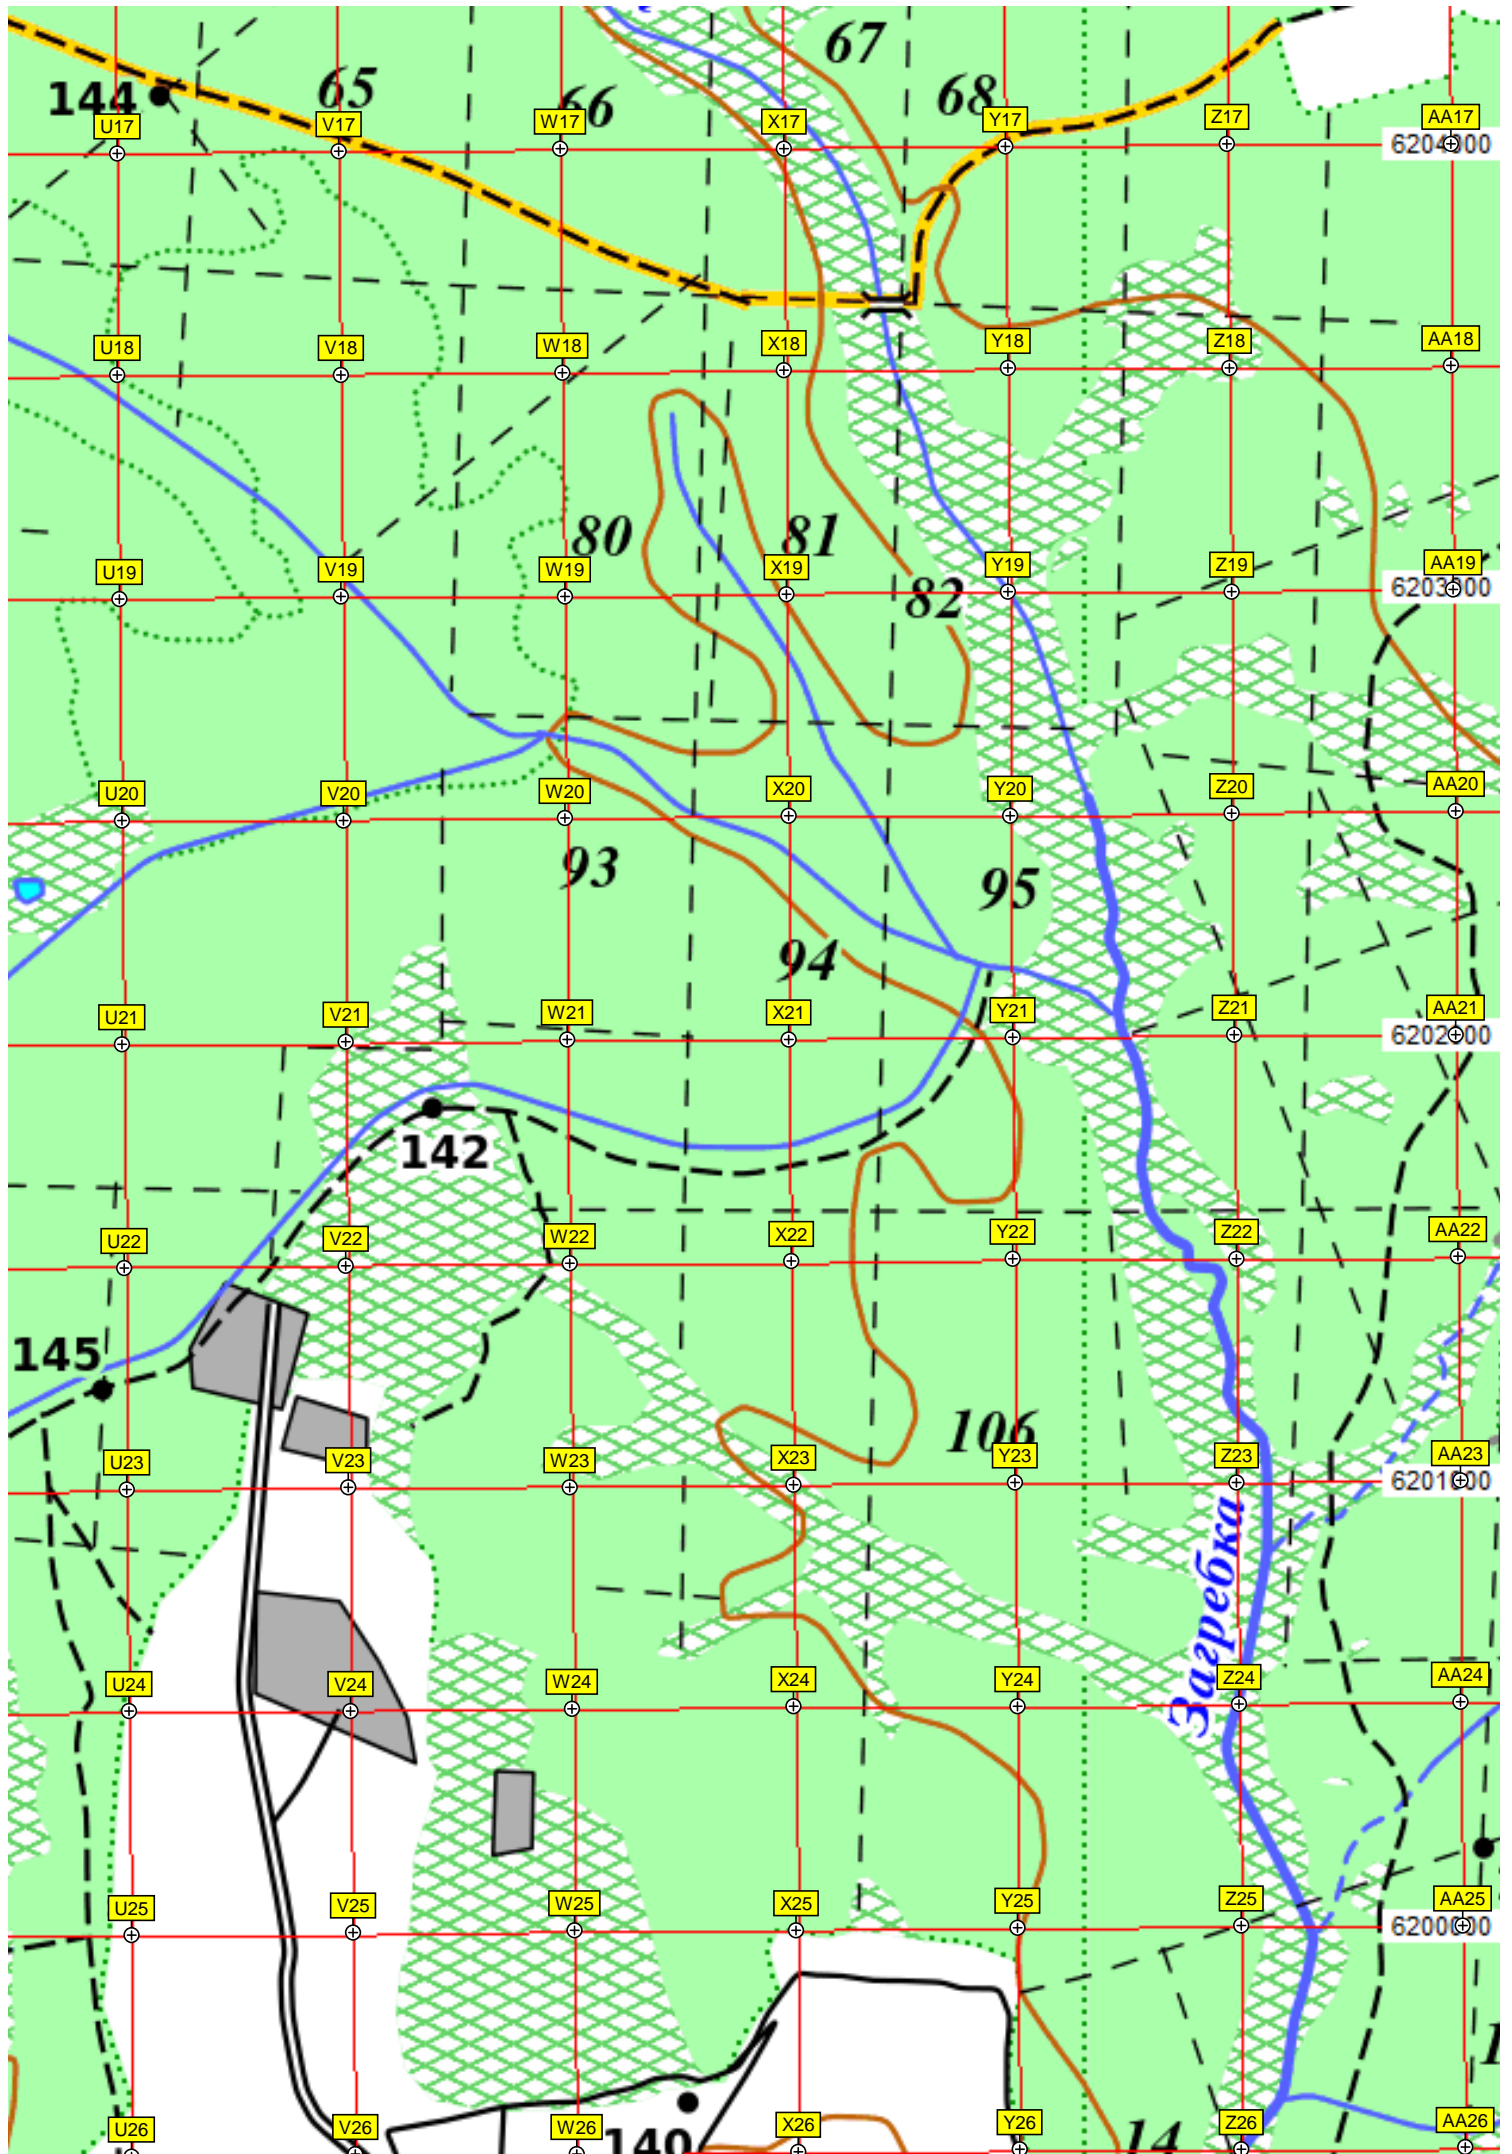 67
65
68
144
66
U17 V17 W17 X17 Y17 Z17 AA17
6204000
U18 V18 W18 X18 Y18 Z18 AA18
80 81
U19 V19 W19 X19 Y19 Z19 AA19
6203000
82
U20 V20 W20 X20 Y20 Z20 AA20
93 95
94
U21 V21 W21 X21 Y21 Z21 AA21
6202000
142
U22 V22 W22 X22 Y22 Z22 AA22
145
106
U23 V23 W23 X23 Y23 Z23 AA23
6201000
Загребка
U24 V24 W24 X24 Y24 Z24 AA24
U25 V25 W25 X25 Y25 Z25 AA25
6200000
1
U26 V26 W26 X26 Y26 Z26 AA26
140 14